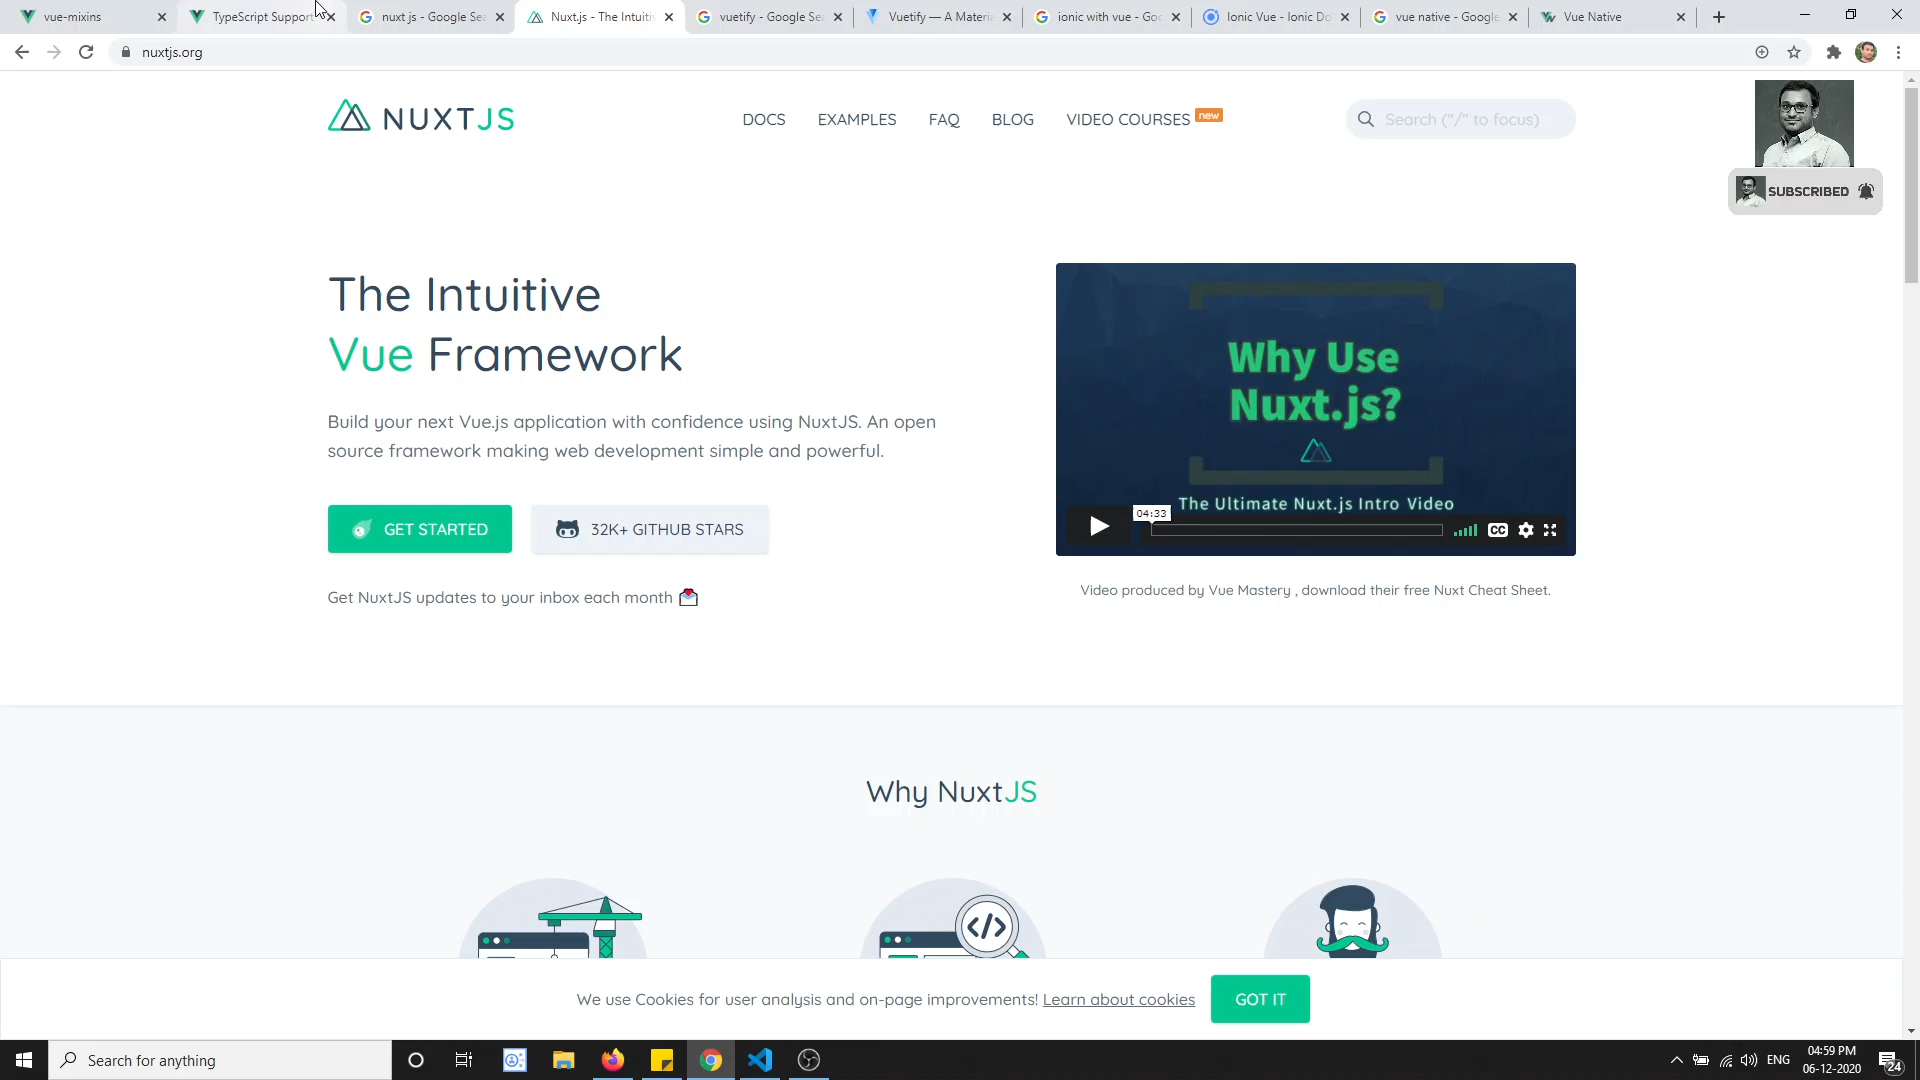 vue-mixins
TypeScript Support
nuxt js - Google Sea
Nuxt.js - The Intuitiv
vuetify - Google Sea
Vuetify — A Materia
ionic with vue - Goo
Ionic Vue - Ionic Do
vue native - Google
Vue Native
nuxtjs.org
NUXTJS
DOCS
EXAMPLES
FAQ
BLOG
VIDEO COURSES new
Search ("/" to focus)
SUBSCRIBED
The Intuitive
Vue Framework
Build your next Vue.js application with confidence using NuxtJS. An open
source framework making web development simple and powerful.
GET STARTED
32K+ GITHUB STARS
Get NuxtJS updates to your inbox each month
Why Use
Nuxt.js?
The Ultimate Nuxt.js Intro Video
04:33
CC
Video produced by Vue Mastery , download their free Nuxt Cheat Sheet.
Why NuxtJS
</>
We use Cookies for user analysis and on-page improvements! Learn about cookies
GOT IT
Search for anything
ENG
04:59 PM
06-12-2020
24